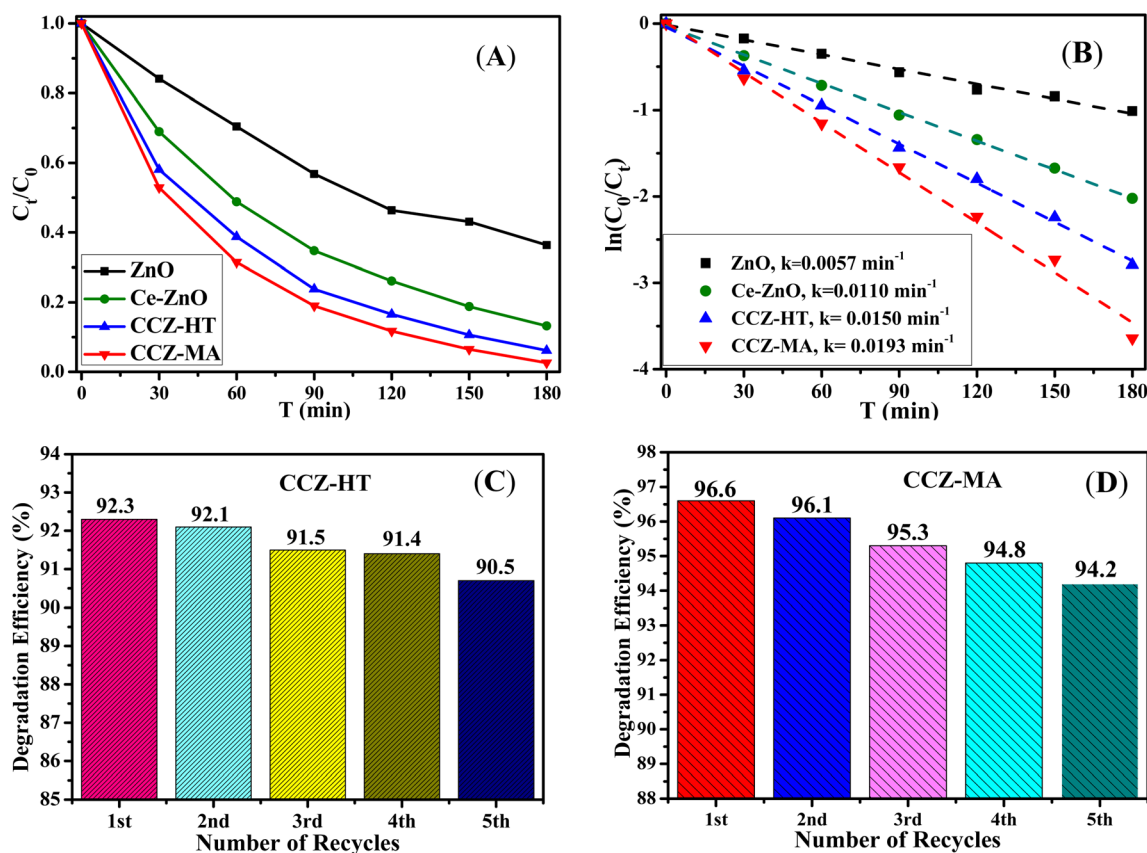 (A)
C_t/C_0
1.0
0.8
0.6
0.4
0.2
0.0
ZnO
Ce-ZnO
CCZ-HT
CCZ-MA
0 30 60 90 120 150 180
T (min)
(B)
ln(C_0/C_t)
0
-1
-2
-3
-4
ZnO, k=0.0057 min^-1
Ce-ZnO, k=0.0110 min^-1
CCZ-HT, k= 0.0150 min^-1
CCZ-MA, k= 0.0193 min^-1
0 30 60 90 120 150 180
T (min)
CCZ-HT
(C)
Degradation Efficiency (%)
94
93
92
91
90
89
88
87
86
85
92.3
92.1
91.5
91.4
90.5
1st 2nd 3rd 4th 5th
Number of Recycles
CCZ-MA
(D)
Degradation Efficiency (%)
98
97
96
95
94
93
92
91
90
89
88
96.6
96.1
95.3
94.8
94.2
1st 2nd 3rd 4th 5th
Number of Recycles